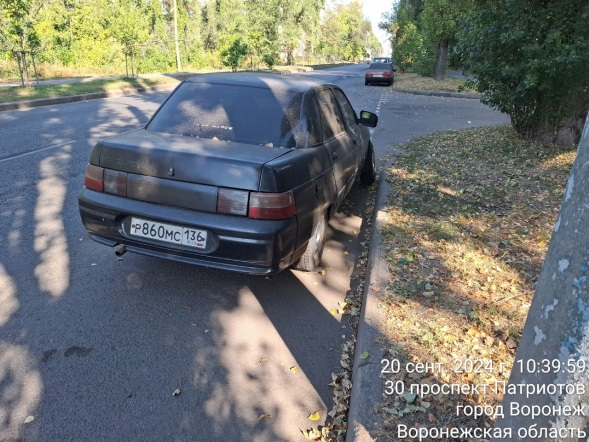 Р860МС 136
20 сент. 2024 г. 10:39:59
30 проспект Патриотов
город Воронеж
Воронежская область